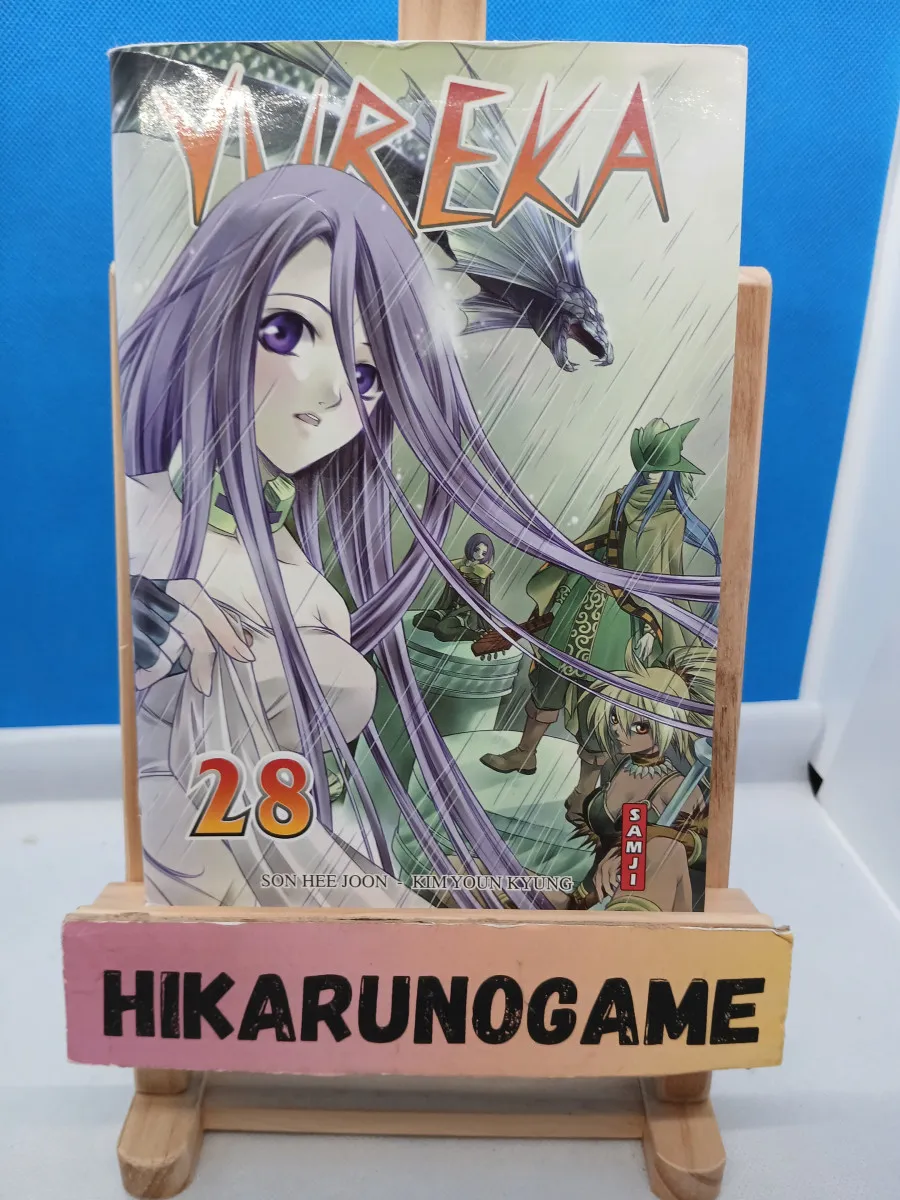 YUREKA
28
SAMJI
SON HEE JOON - KIM YOUN KYUNG
HIKARUNOGAME